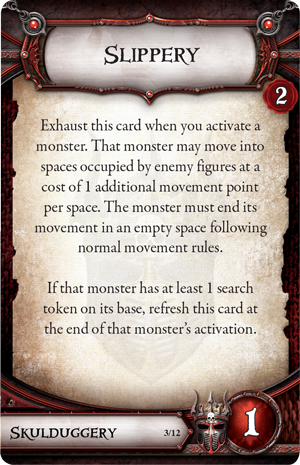 Slippery
2
Exhaust this card when you activate a
monster. That monster may move into
spaces occupied by enemy figures at a
cost of 1 additional movement point
per space. The monster must end its
movement in an empty space following
normal movement rules.
If that monster has at least 1 search
token on its base, refresh this card at
the end of that monster's activation.
Skulduggery
3/12
1